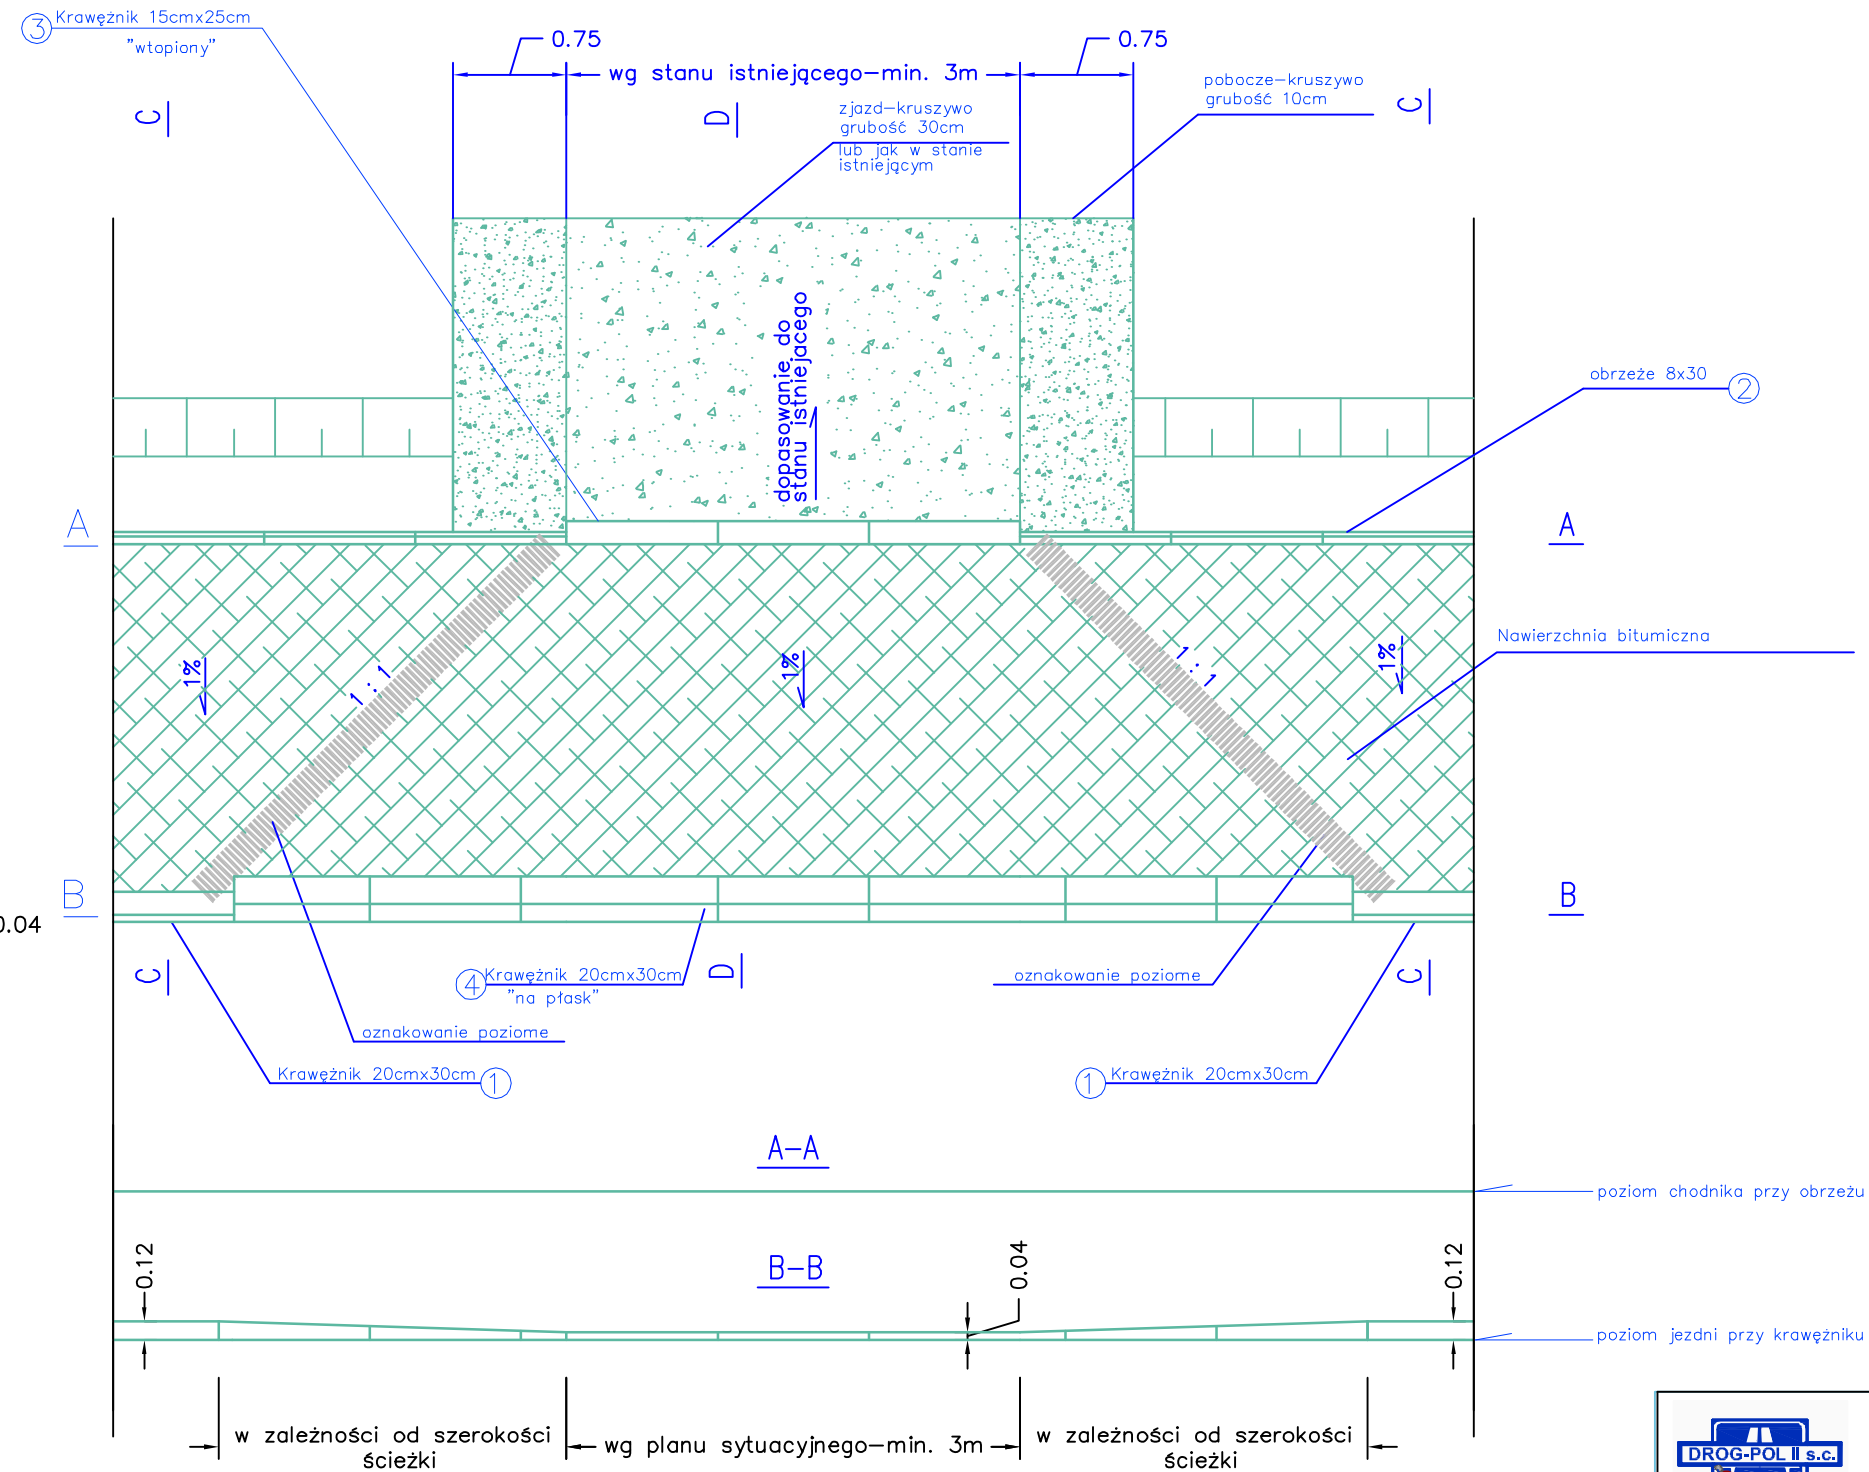 3
Krawężnik 15cmx25cm
"wtopiony"
0.75
wg stanu istniejącego-min. 3m
0.75
C
D
C
zjazd-kruszywo
grubość 30cm
lub jak w stanie
istniejącym
pobocze-kruszywo
grubość 10cm
dopasowanie do
stanu istniejacego
obrzeże 8x30
2
A
A
Nawierzchnia bitumiczna
1%
1:1
1%
1:1
1%
B
B
0.04
C
4
Krawężnik 20cmx30cm
"na płask"
D
oznakowanie poziome
C
oznakowanie poziome
Krawężnik 20cmx30cm
1
1
Krawężnik 20cmx30cm
A-A
poziom chodnika przy obrzeżu
0.12
B-B
0.04
0.12
poziom jezdni przy krawężniku
w zależności od szerokości
ścieżki
wg planu sytuacyjnego-min. 3m
w zależności od szerokości
ścieżki
DROG-POL II s.c.